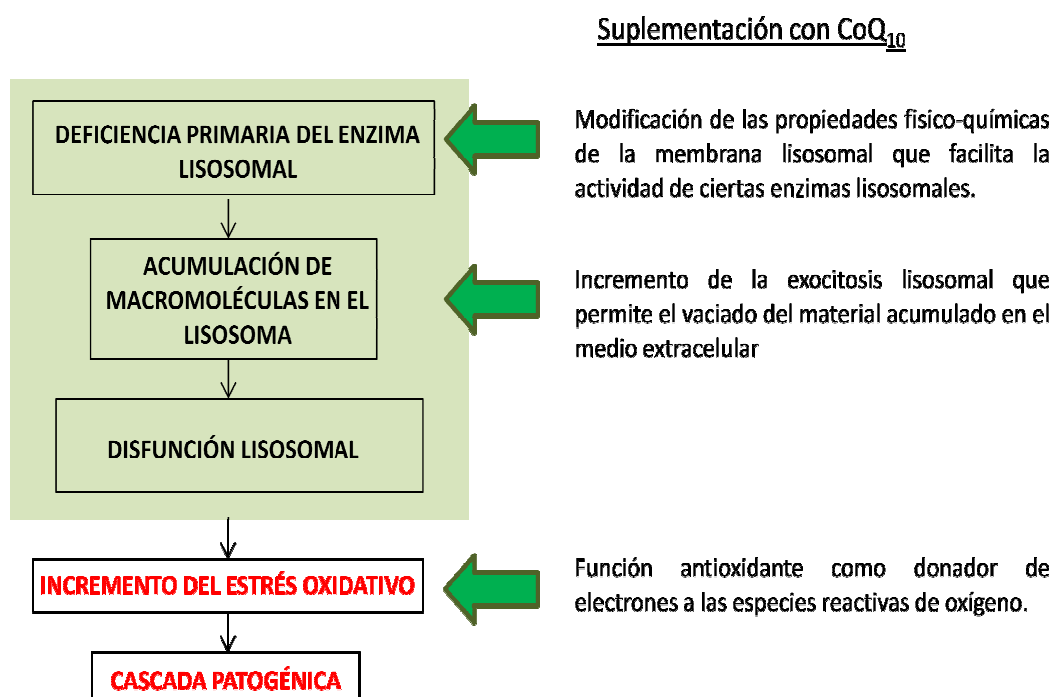 Suplementación con CoQ10
DEFICIENCIA PRIMARIA DEL ENZIMA
LISOSOMAL
Modificación de las propiedades fisico-químicas
de la membrana lisosomal que facilita la
actividad de ciertas enzimas lisosomales.
ACUMULACIÓN DE
MACROMOLÉCULAS EN EL
LISOSOMA
Incremento de la exocitosis lisosomal que
permite el vaciado del material acumulado en el
medio extracelular
DISFUNCIÓN LISOSOMAL
INCREMENTO DEL ESTRÉS OXIDATIVO
Función antioxidante como donador de
electrones a las especies reactivas de oxígeno.
CASCADA PATOGÉNICA